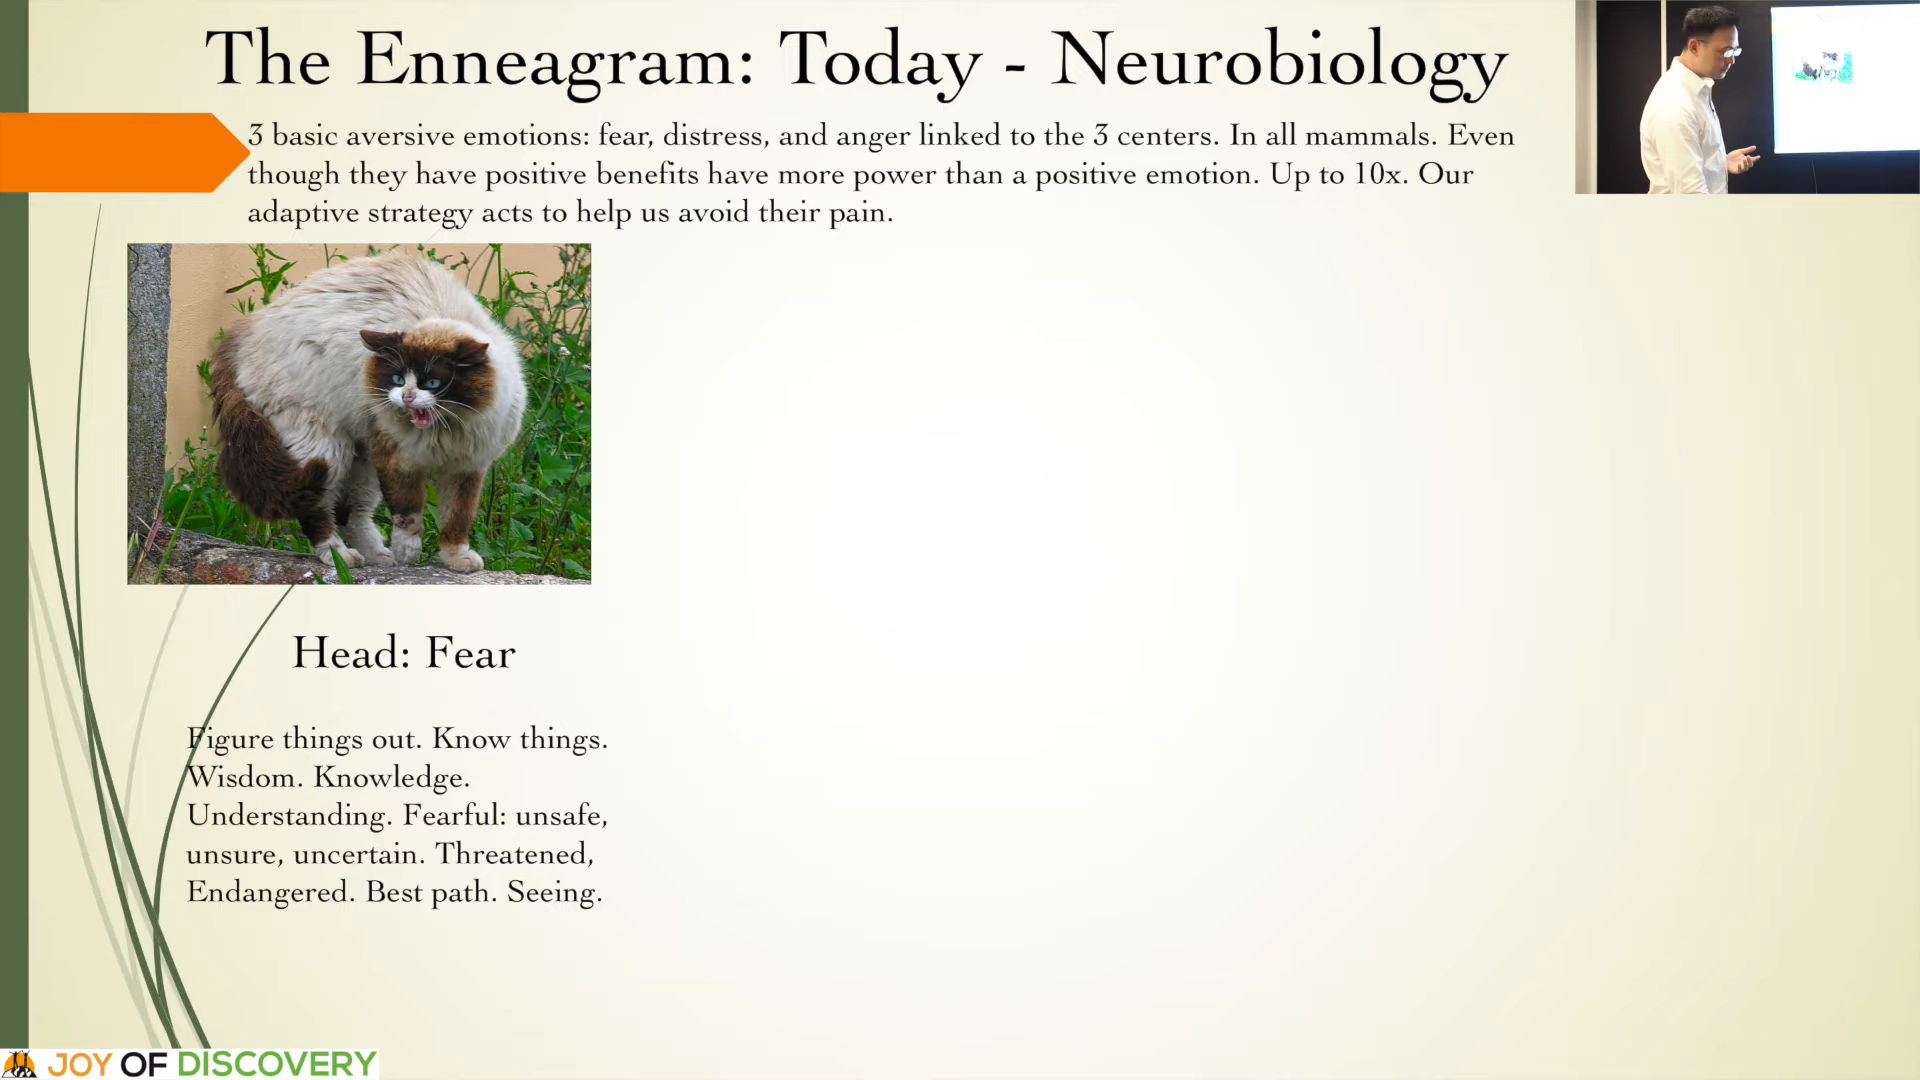 The Enneagram: Today - Neurobiology
3 basic aversive emotions: fear, distress, and anger linked to the 3 centers. In all mammals. Even
though they have positive benefits have more power than a positive emotion. Up to 10x. Our
adaptive strategy acts to help us avoid their pain.
Head: Fear
Figure things out. Know things.
Wisdom. Knowledge.
Understanding. Fearful: unsafe,
unsure, uncertain. Threatened,
Endangered. Best path. Seeing.
JOY OF DISCOVERY